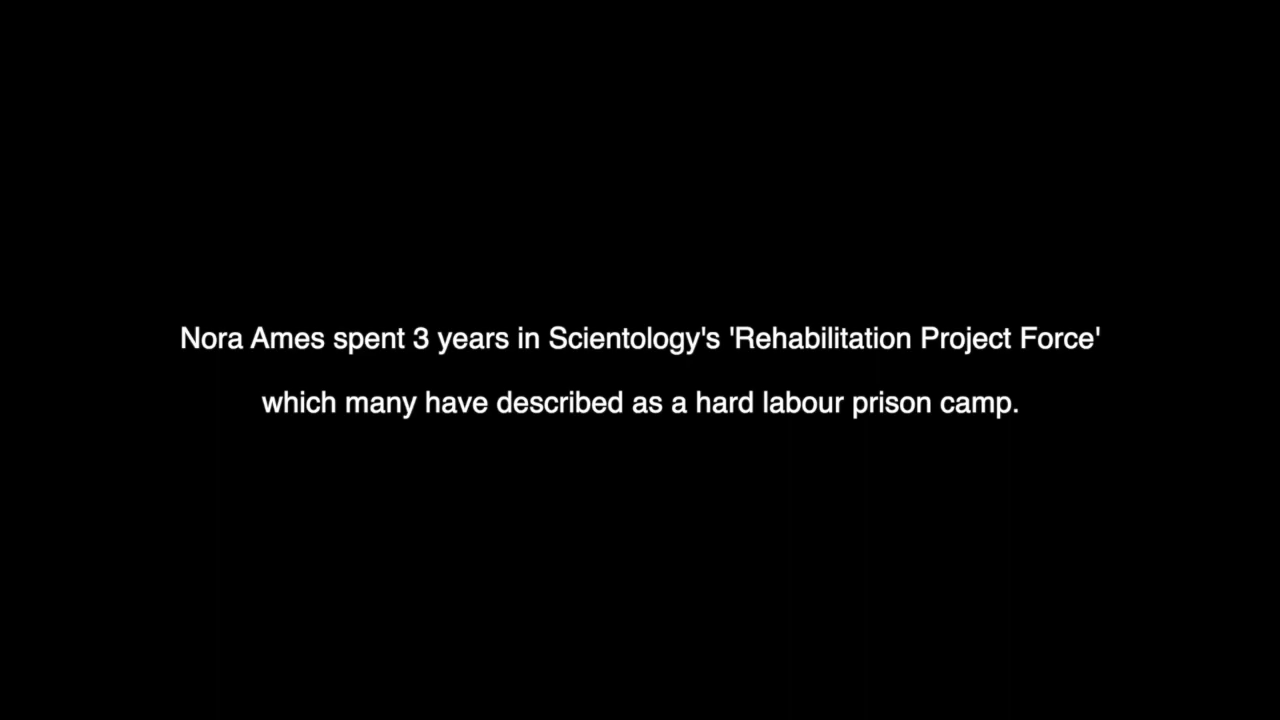 Nora Ames spent 3 years in Scientology's 'Rehabilitation Project Force'
which many have described as a hard labour prison camp.